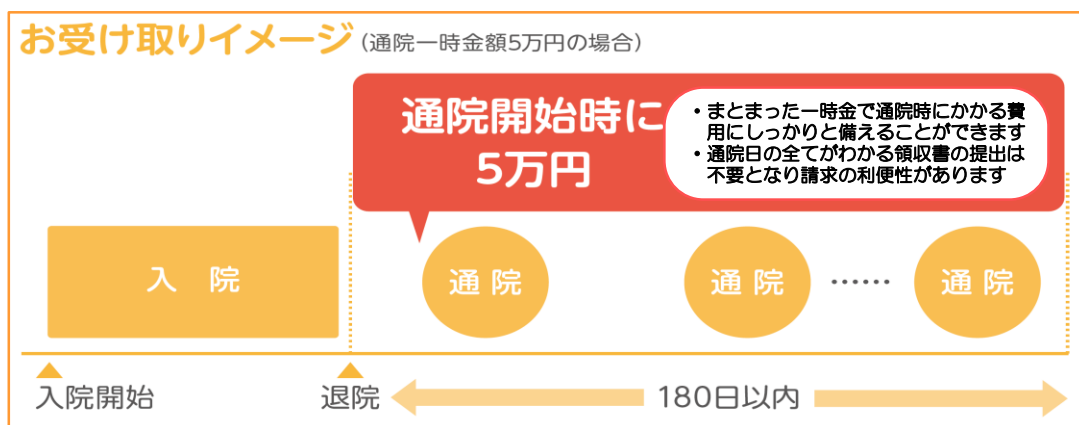 お受け取りイメージ(通院一時金額5万円の場合)
通院開始時に
5万円
・まとまった一時金で通院時にかかる費
用にしっかりと備えることができます
・通院日の全てがわかる領収書の提出は
不要となり請求の利便性があります
入 院
通院
通院
……
通院
入院開始
退院
180日以内